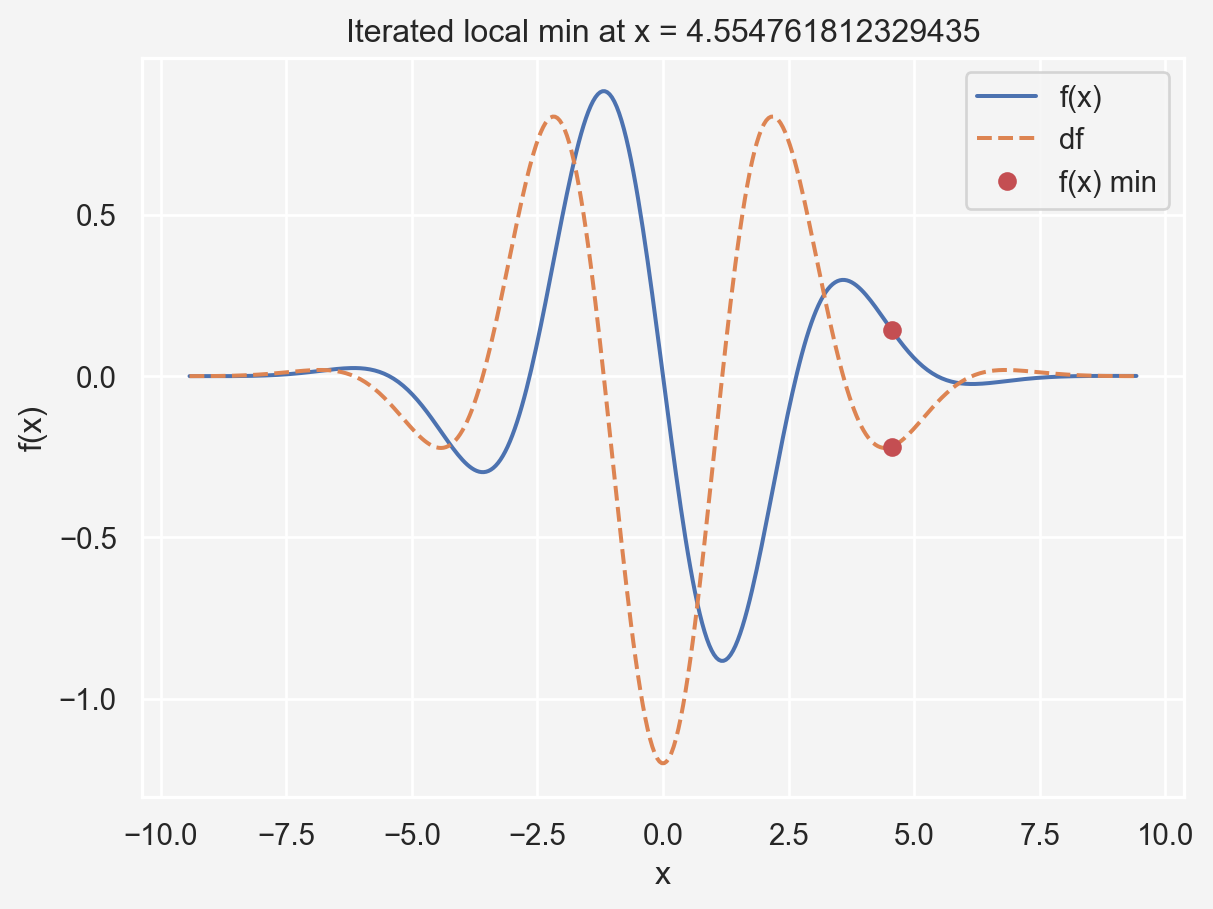 Iterated local min at x = 4.554761812329435
f(x)
df
f(x) min
0.5
0.0
−0.5
−1.0
f(x)
−10.0 −7.5 −5.0 −2.5 0.0 2.5 5.0 7.5 10.0
x